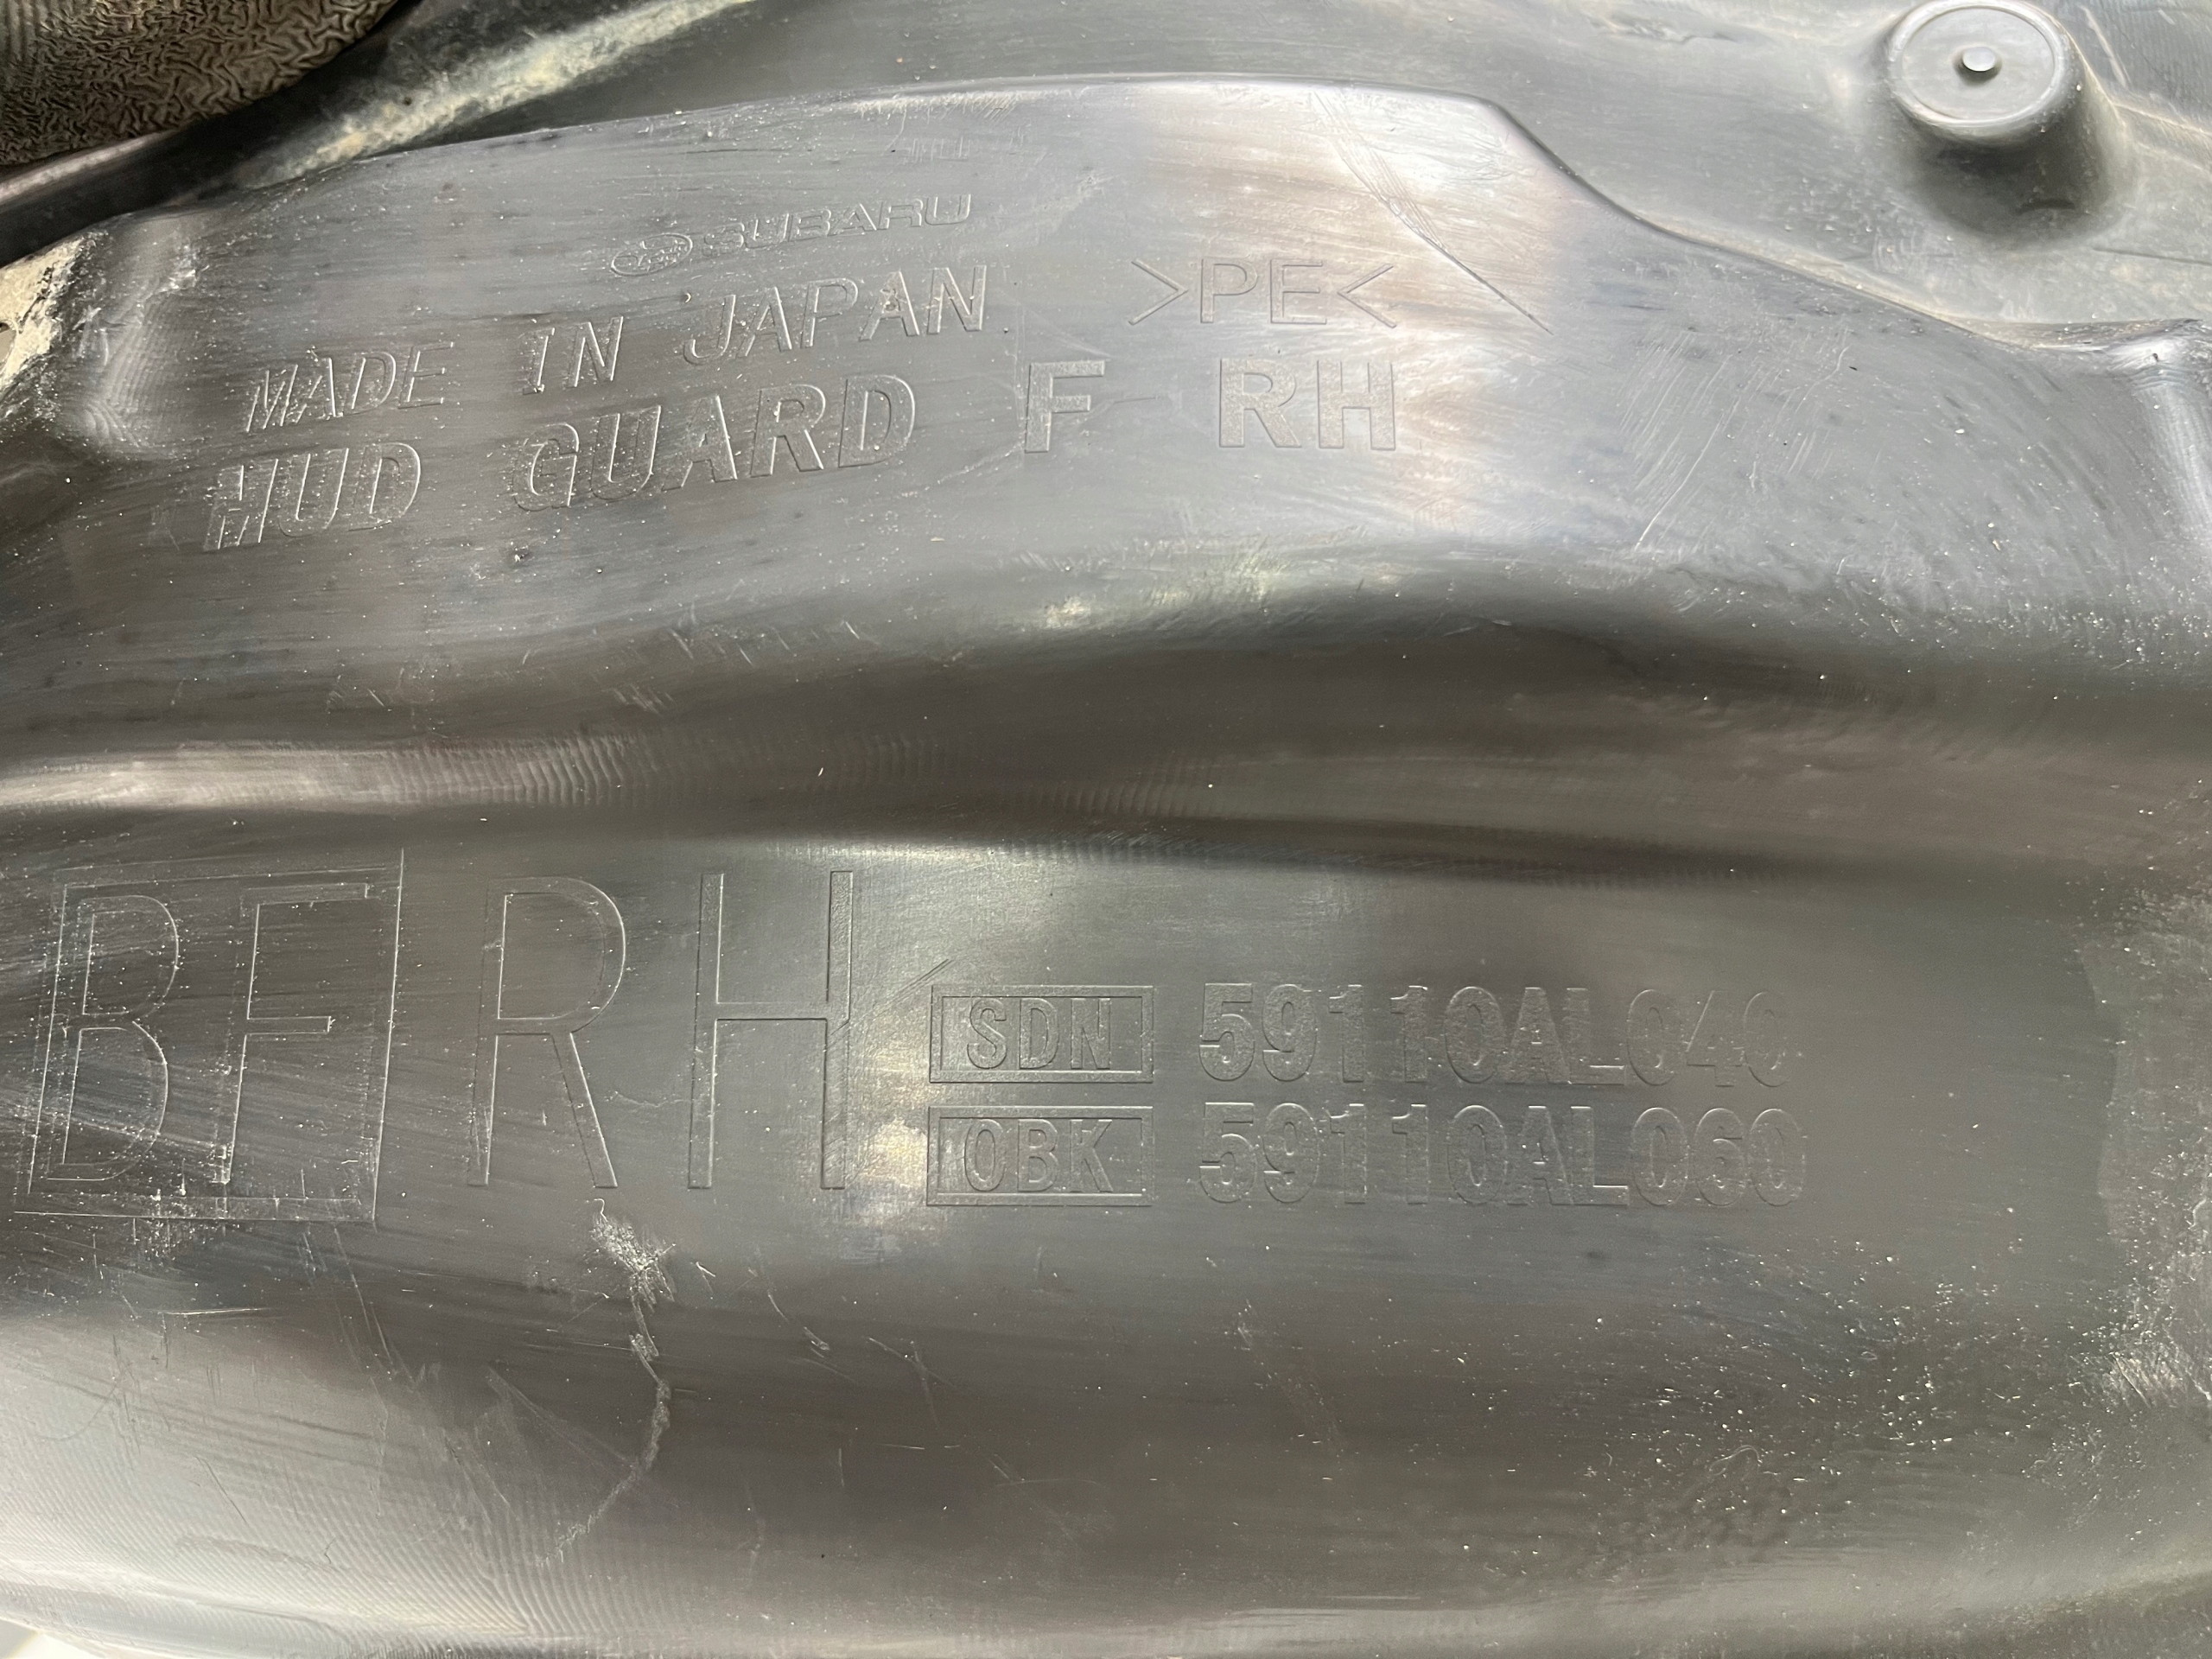 SUBARU
MADE IN JAPAN >PE<
MUD GUARD F RH
BF RH
SDN 59110AL040
OBK 59110AL060